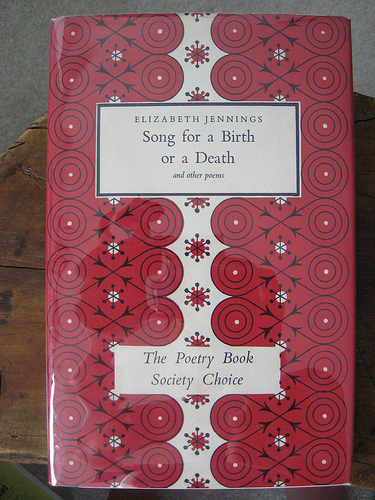 ELIZABETH JENNINGS
Song for a Birth
or a Death
and other poems
The Poetry Book
Society Choice